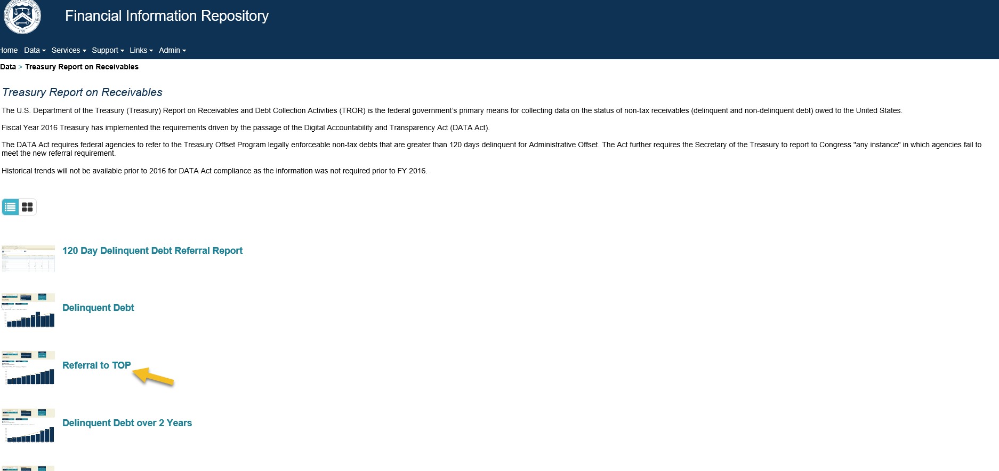 Financial Information Repository
1789
Home Data Services Support Links Admin
Data > Treasury Report on Receivables
Treasury Report on Receivables
The U.S. Department of the Treasury (Treasury) Report on Receivables and Debt Collection Activities (TROR) is the federal government's primary means for collecting data on the status of non-tax receivables (delinquent and non-delinquent debt) owed to the United States.
Fiscal Year 2016 Treasury has implemented the requirements driven by the passage of the Digital Accountability and Transparency Act (DATA Act).
The DATA Act requires federal agencies to refer to the Treasury Offset Program legally enforceable non-tax debts that are greater than 120 days delinquent for Administrative Offset. The Act further requires the Secretary of the Treasury to report to Congress "any instance" in which agencies fail to
meet the new referral requirement.
Historical trends will not be available prior to 2016 for DATA Act compliance as the information was not required prior to FY 2016.
120 Day Delinquent Debt Referral Report
Delinquent Debt
Referral to TOP
Delinquent Debt over 2 Years